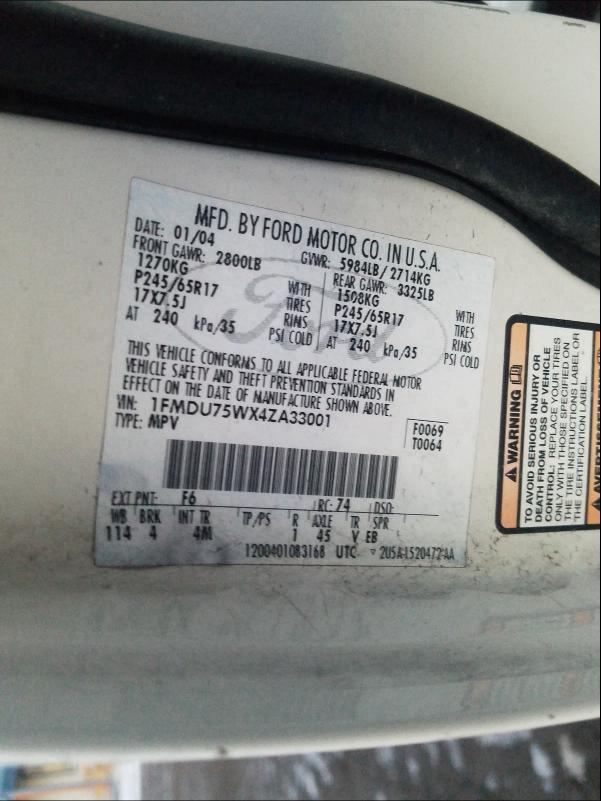 MFD. BY FORD MOTOR CO. IN U.S.A.
DATE: 01/04 GVWR: 5984LB/ 2714KG
FRONT GAWR: 2800LB REAR GAWR: 3325LB
1270KG WITH 1508KG WITH
P245/65R17 TIRES P245/65R17 TIRES
17X7.5J RIMS 17X7.5J RIMS
AT 240 kPa/35 PSI COLD AT 240 kPa/35 PSI COLD
THIS VEHICLE CONFORMS TO ALL APPLICABLE FEDERAL MOTOR
VEHICLE SAFETY AND THEFT PREVENTION STANDARDS IN
EFFECT ON THE DATE OF MANUFACTURE SHOWN ABOVE.
VIN: 1FMDU75WX4ZA33001 F0069
TYPE: MPV T0064
Ford
EXT PNT: F6 RC: 74 DSO:
WB BRK INT TR TP/PS R AXLE TR SPR
114 4 4M 1 45 V EB
1200401083168 UTC 2U5A-1520472-AA
WARNING
TO AVOID SERIOUS INJURY OR
DEATH FROM LOSS OF VEHICLE
CONTROL: REPLACE YOUR TIRES
ONLY WITH THOSE SPECIFIED ON
THE TIRE INSTRUCTIONS LABEL OR
THE CERTIFICATION LABEL.